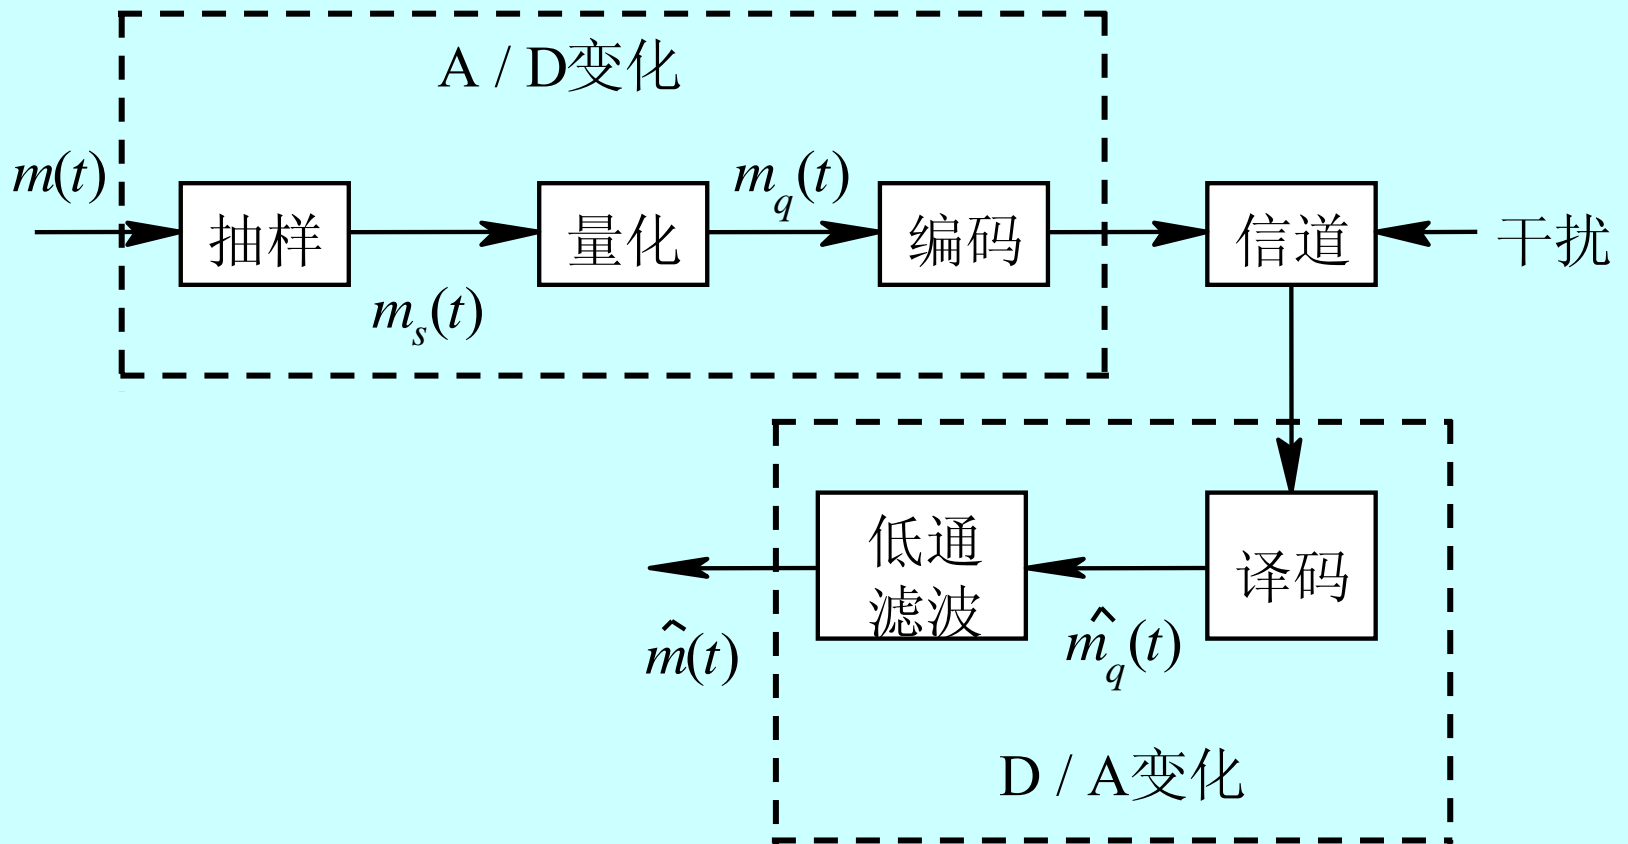 A / D变化
m(t)
抽样
m_s(t)
量化
m_q(t)
编码
信道
干扰
译码
m̂_q(t)
低通
滤波
m̂(t)
D / A变化